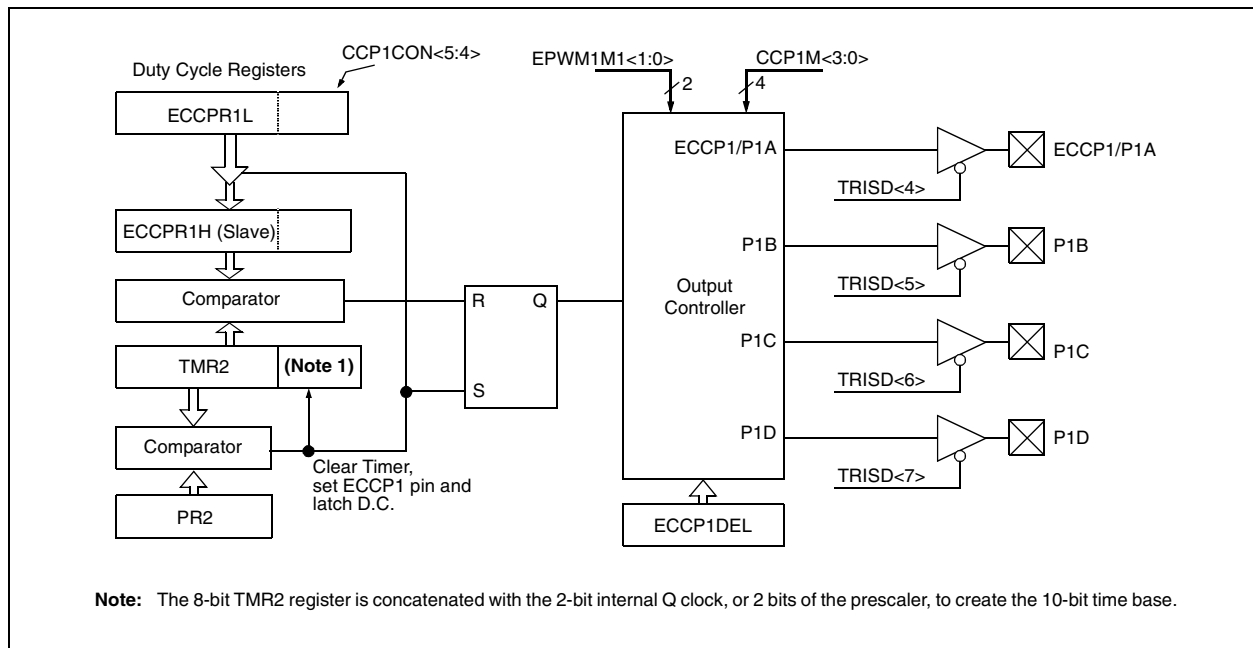 CCP1CON<5:4>
Duty Cycle Registers
ECCPR1L
ECCPR1H (Slave)
Comparator
TMR2
(Note 1)
Comparator
PR2
Clear Timer,
set ECCP1 pin and
latch D.C.
R
Q
S
EPWM1M1<1:0>
2
CCP1M<3:0>
4
Output
Controller
ECCP1/P1A
P1B
P1C
P1D
ECCP1DEL
TRISD<4>
ECCP1/P1A
TRISD<5>
P1B
TRISD<6>
P1C
TRISD<7>
P1D
Note: The 8-bit TMR2 register is concatenated with the 2-bit internal Q clock, or 2 bits of the prescaler, to create the 10-bit time base.